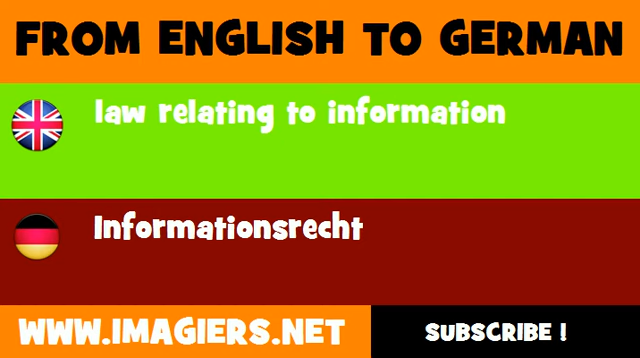 FROM ENGLISH TO GERMAN
law relating to information
Informationsrecht
WWW.IMAGIERS.NET
SUBSCRIBE !